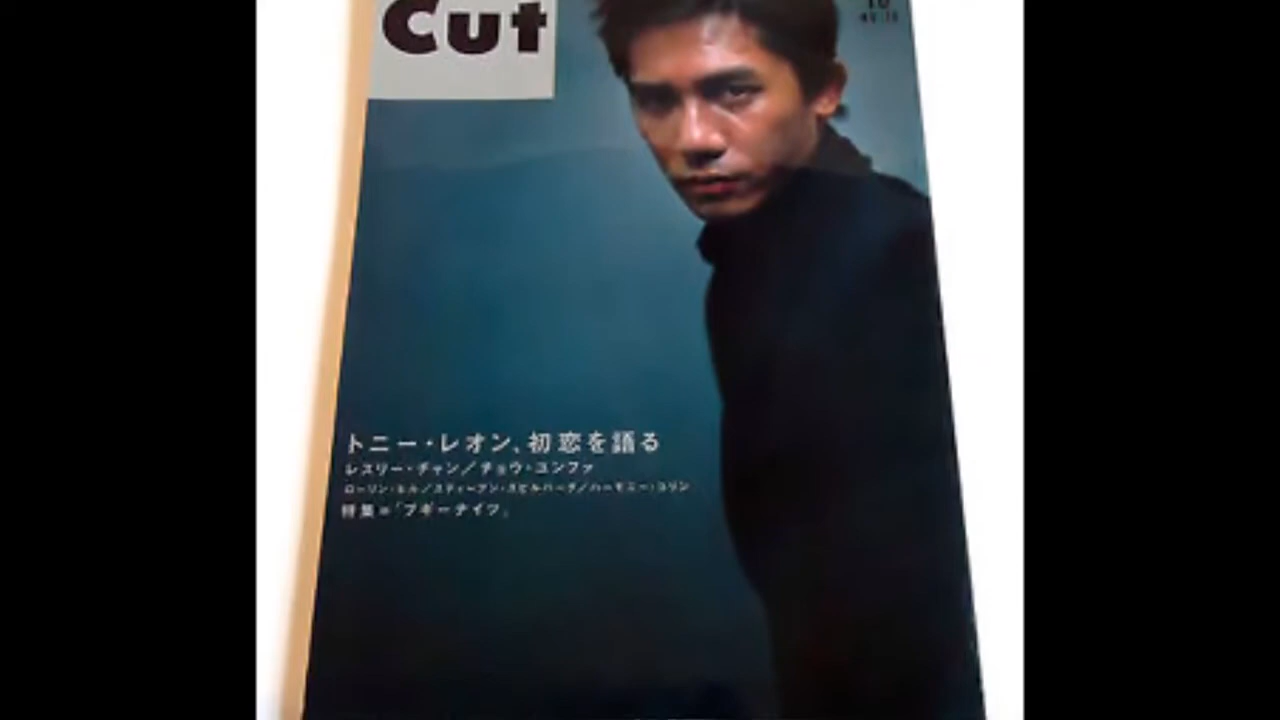 Cut
10
トニー・レオン、初恋を語る
レスリー・チャン／チョウ・ユンファ
ローリン・ヒル／スティーブン・スピルバーグ／ハーモニー・コリン
特集=「ブギーナイツ」